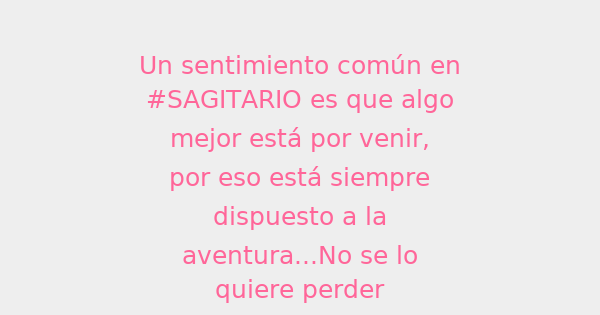 Un sentimiento común en
#SAGITARIO es que algo
mejor está por venir,
por eso está siempre
dispuesto a la
aventura...No se lo
quiere perder